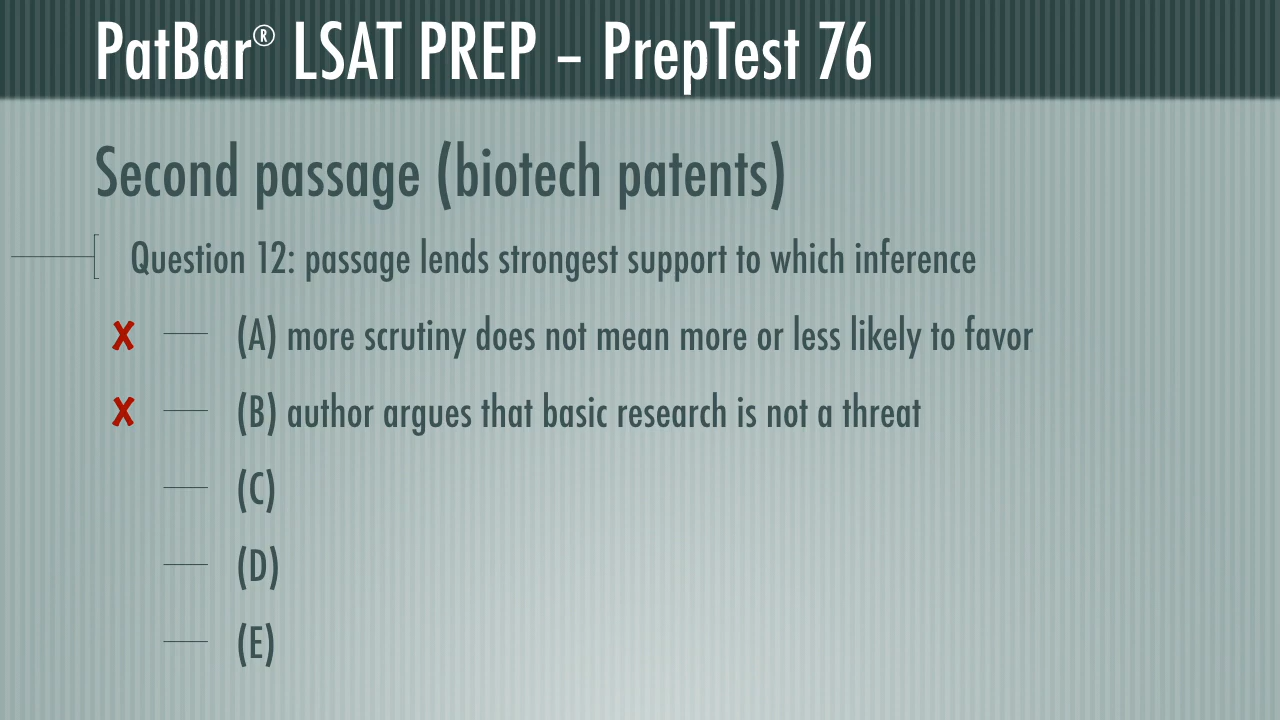 PatBar® LSAT PREP – PrepTest 76
Second passage (biotech patents)
Question 12: passage lends strongest support to which inference
✘ (A) more scrutiny does not mean more or less likely to favor
✘ (B) author argues that basic research is not a threat
(C)
(D)
(E)